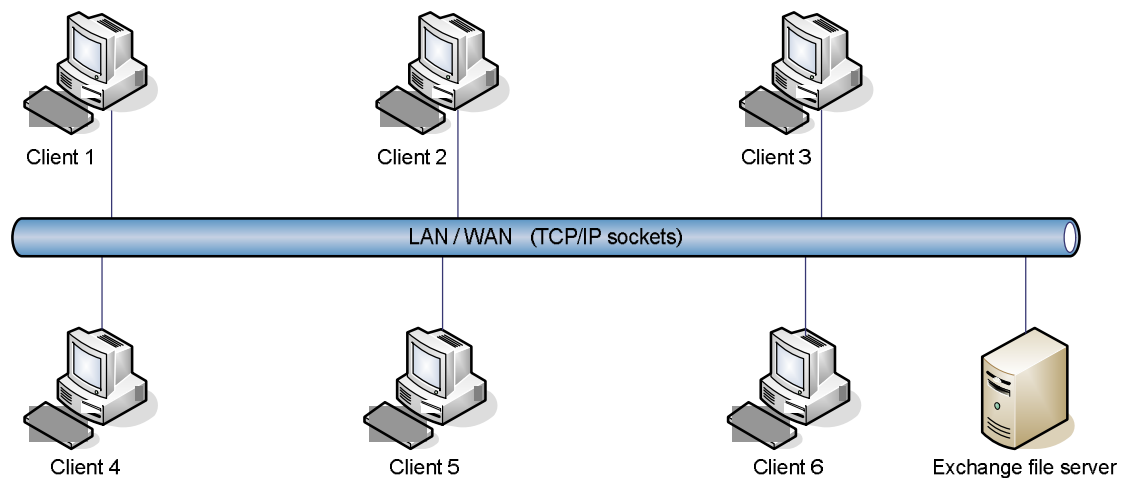 Client 1
Client 2
Client 3
LAN / WAN (TCP/IP sockets)
Client 4
Client 5
Client 6
Exchange file server